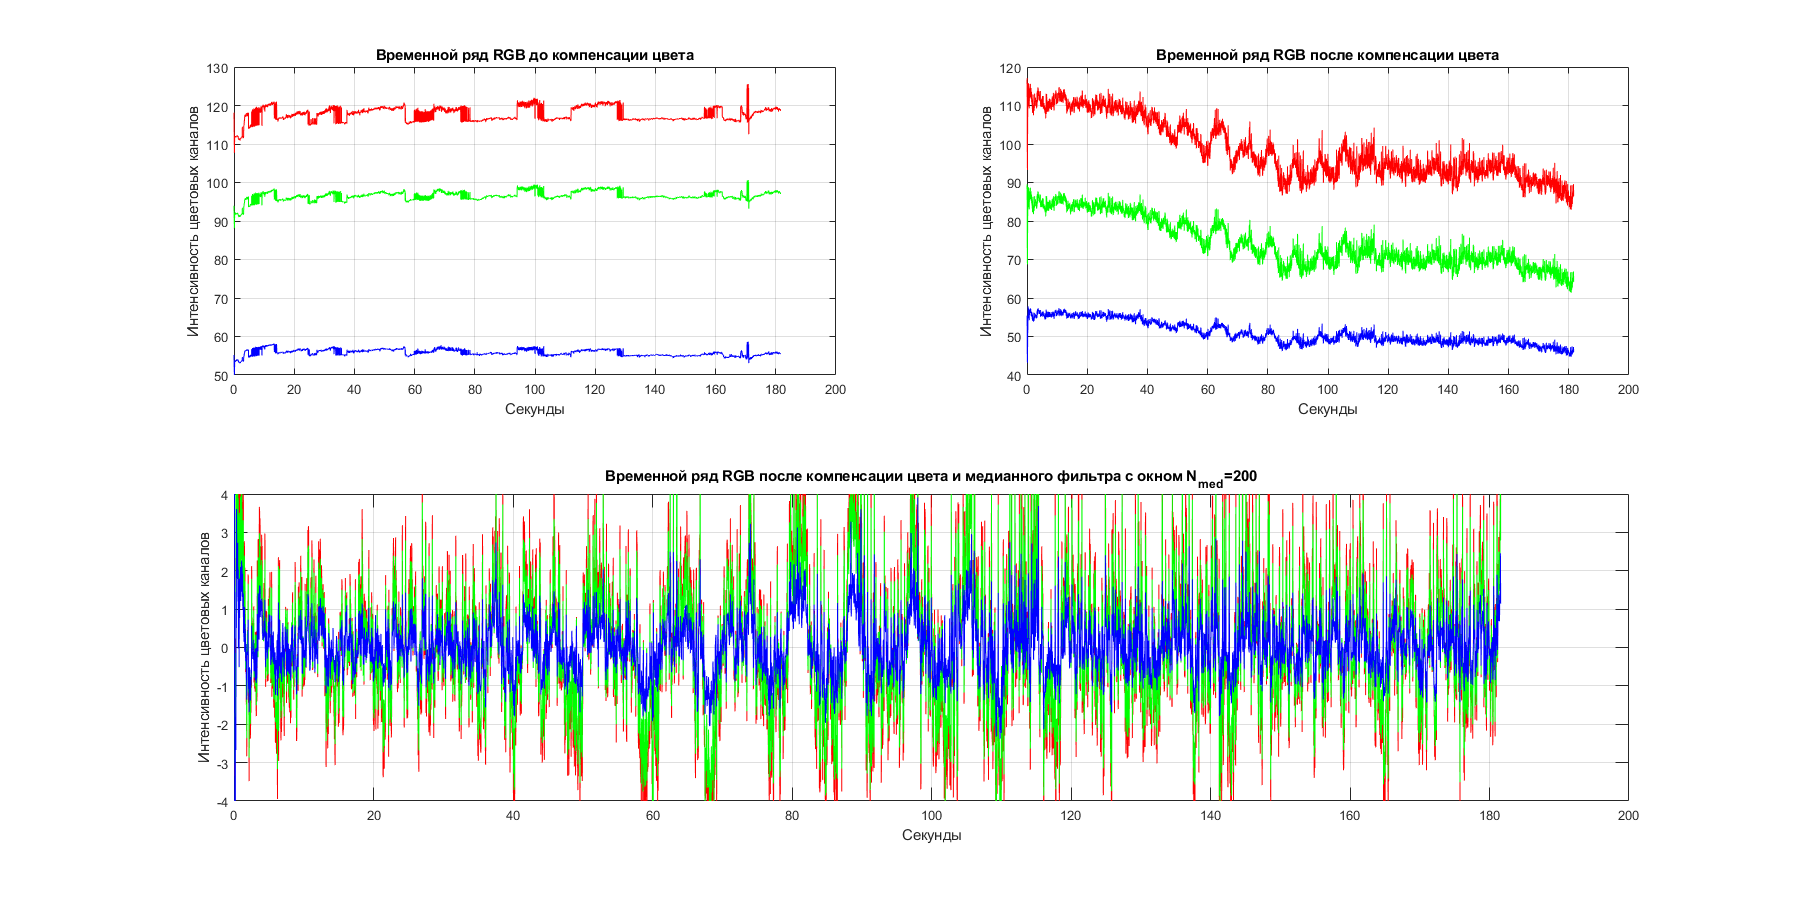 Временной ряд RGB до компенсации цвета
130
120
110
100
90
80
70
60
50
Интенсивность цветовых каналов
0 20 40 60 80 100 120 140 160 180 200
Секунды
Временной ряд RGB после компенсации цвета
120
110
100
90
80
70
60
50
40
Интенсивность цветовых каналов
0 20 40 60 80 100 120 140 160 180 200
Секунды
Временной ряд RGB после компенсации цвета и медианного фильтра с окном N_med=200
4
3
2
1
0
-1
-2
-3
-4
Интенсивность цветовых каналов
0 20 40 60 80 100 120 140 160 180 200
Секунды